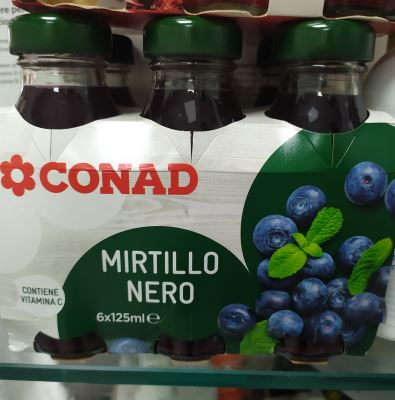 CONAD
MIRTILLO
NERO
CONTIENE
VITAMINA C
6x125ml℮